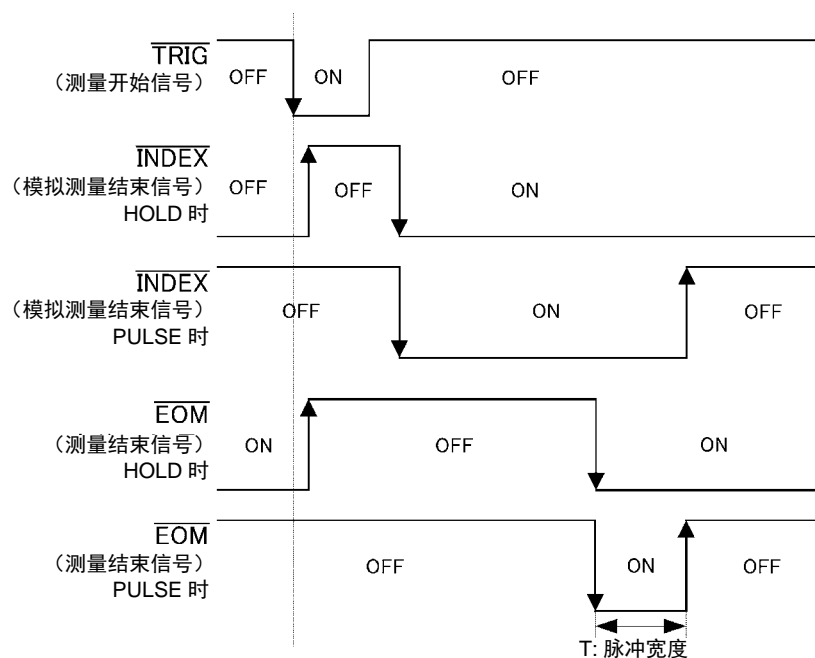 TRIG
(测量开始信号)
OFF ON OFF
INDEX
(模拟测量结束信号)
HOLD 时
OFF OFF ON
INDEX
(模拟测量结束信号)
PULSE 时
OFF ON OFF
EOM
(测量结束信号)
HOLD 时
ON OFF ON
EOM
(测量结束信号)
PULSE 时
OFF ON OFF
T: 脉冲宽度